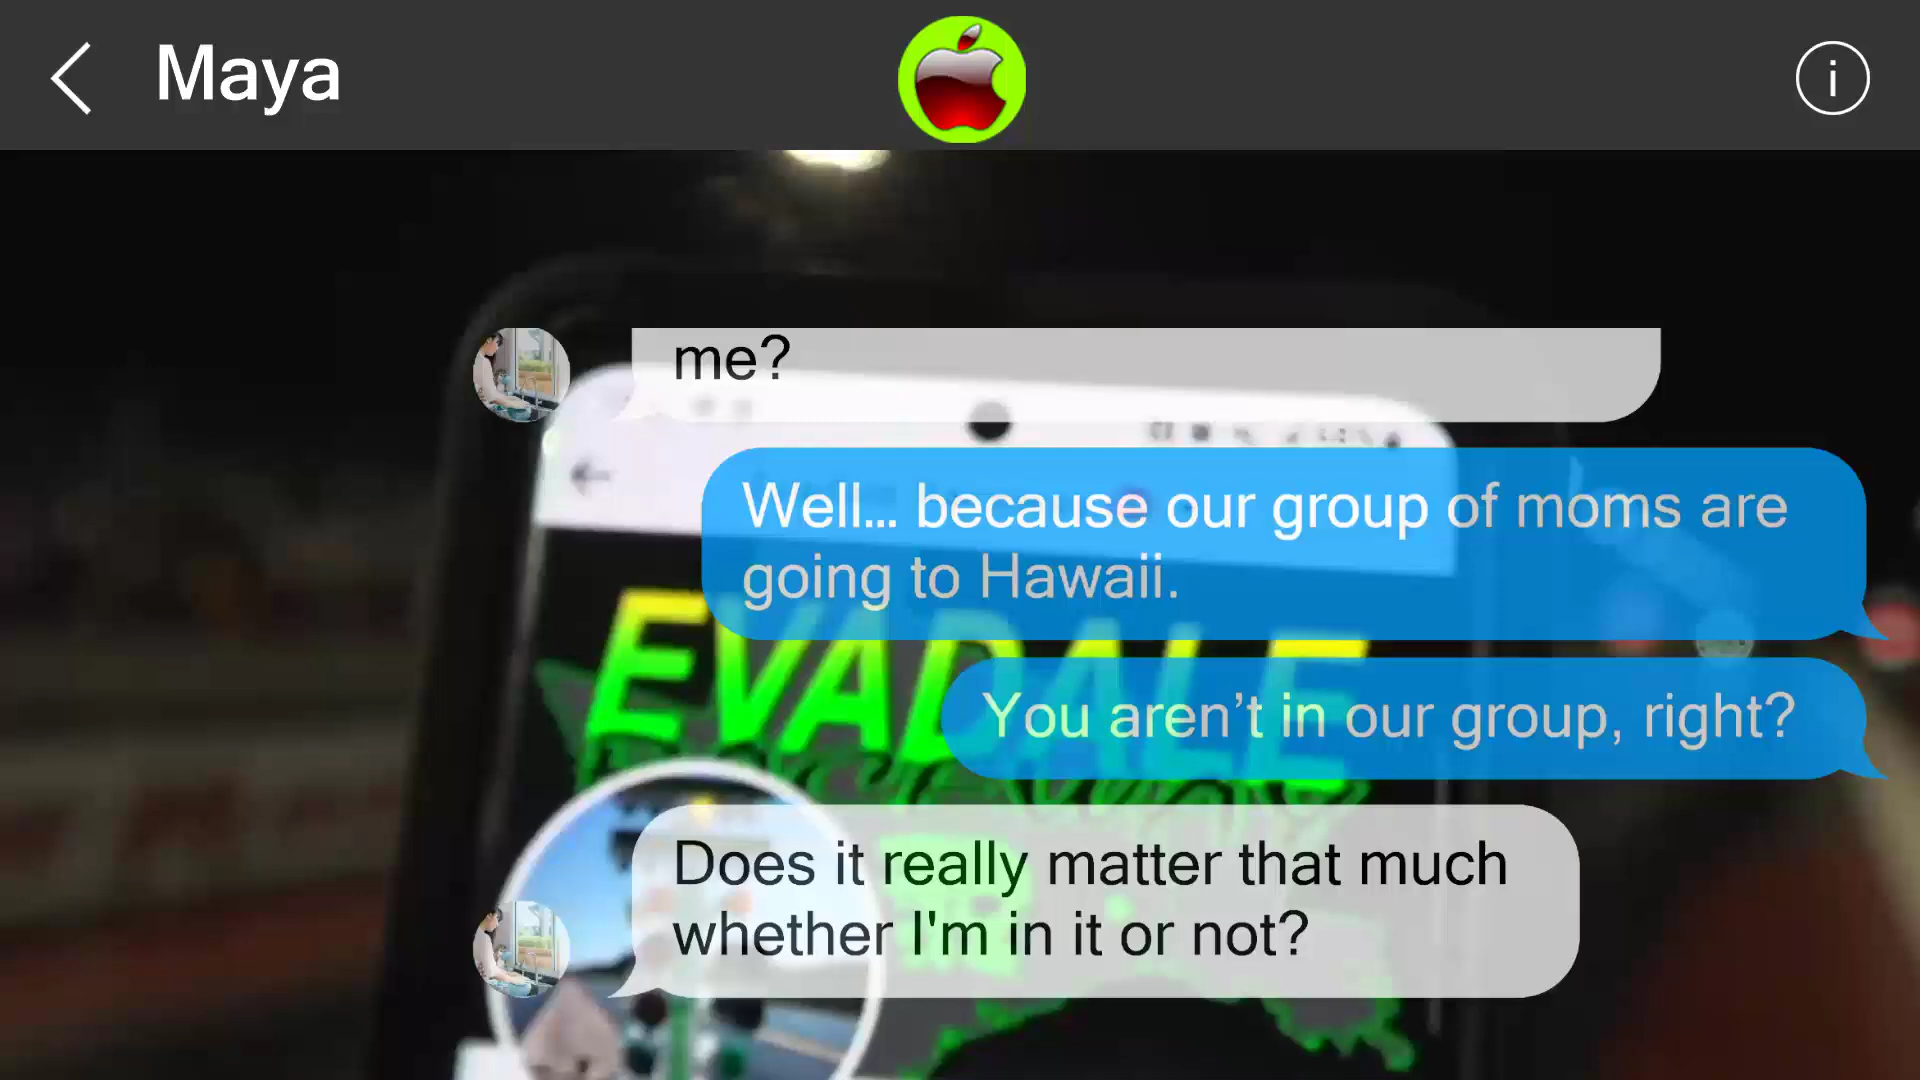 Maya
i
me?
Well... because our group of moms are
going to Hawaii.
You aren’t in our group, right?
Does it really matter that much
whether I'm in it or not?
EVADALE